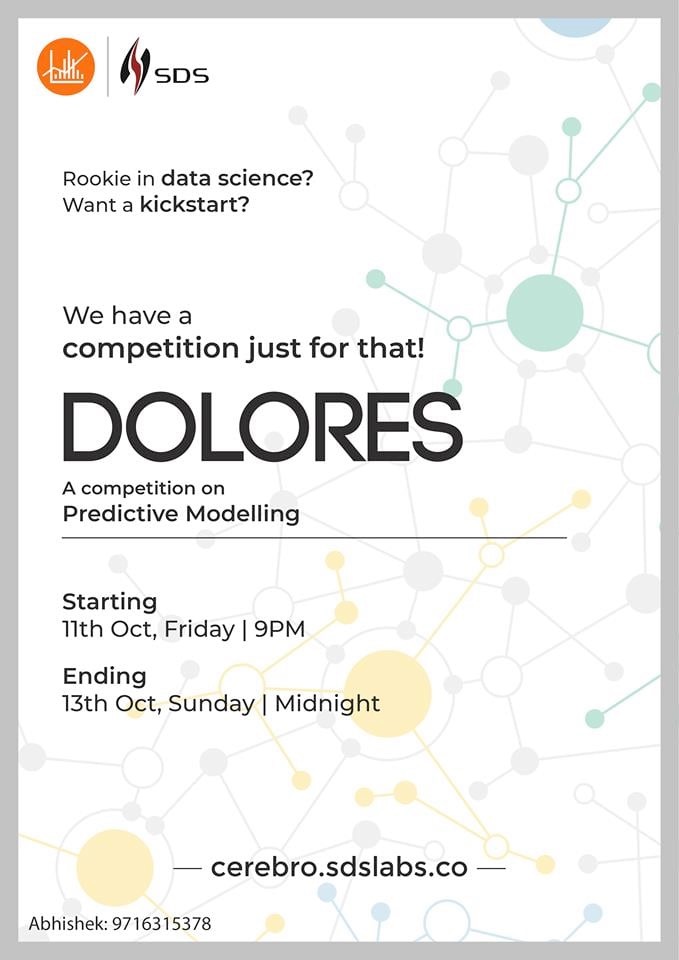 SDS
Rookie in data science?
Want a kickstart?
We have a
competition just for that!
DOLORES
A competition on
Predictive Modelling
Starting
11th Oct, Friday | 9PM
Ending
13th Oct, Sunday | Midnight
cerebro.sdslabs.co
Abhishek: 9716315378